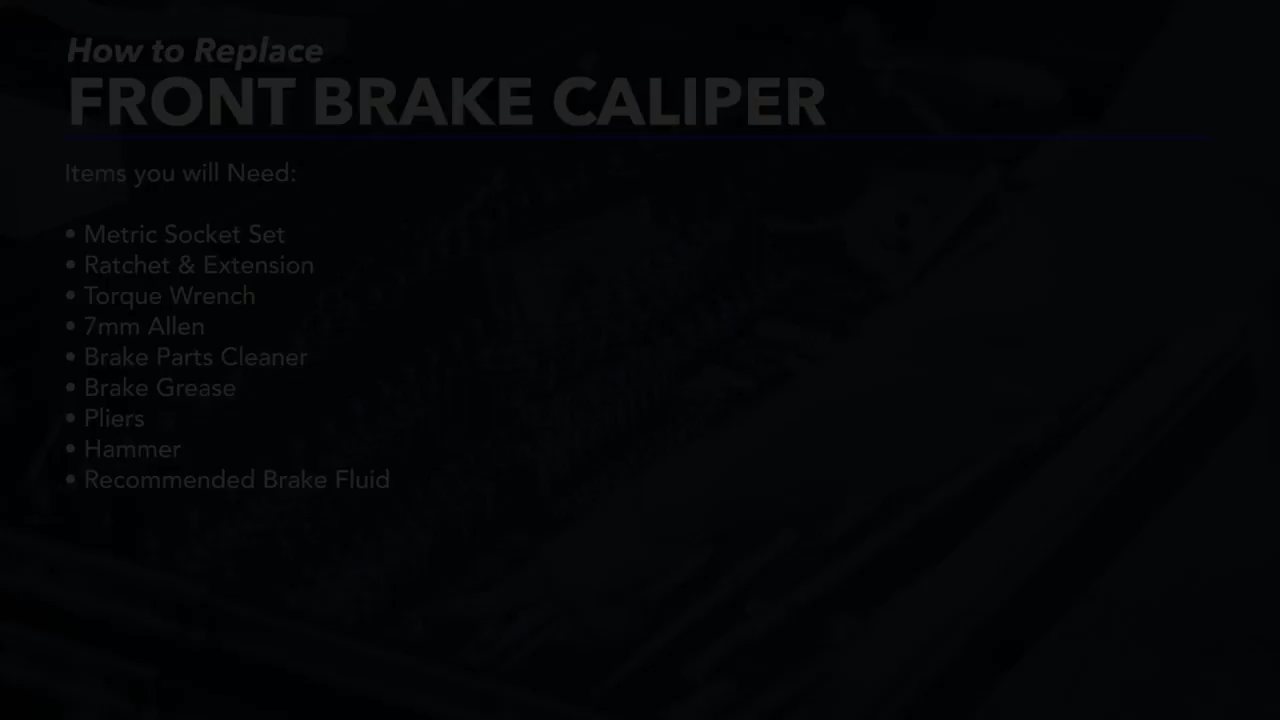 How to Replace
FRONT BRAKE CALIPER
Items you will Need:
• Metric Socket Set
• Ratchet & Extension
• Torque Wrench
• 7mm Allen
• Brake Parts Cleaner
• Brake Grease
• Pliers
• Hammer
• Recommended Brake Fluid